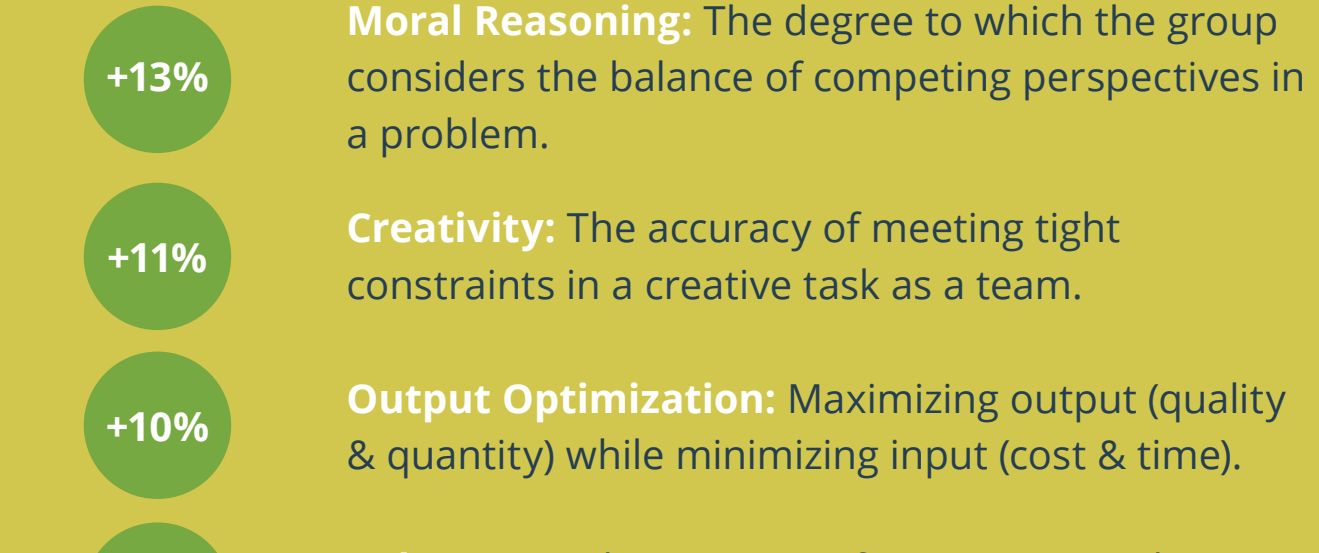 +13%
Moral Reasoning: The degree to which the group
considers the balance of competing perspectives in
a problem.
+11%
Creativity: The accuracy of meeting tight
constraints in a creative task as a team.
+10%
Output Optimization: Maximizing output (quality
& quantity) while minimizing input (cost & time).